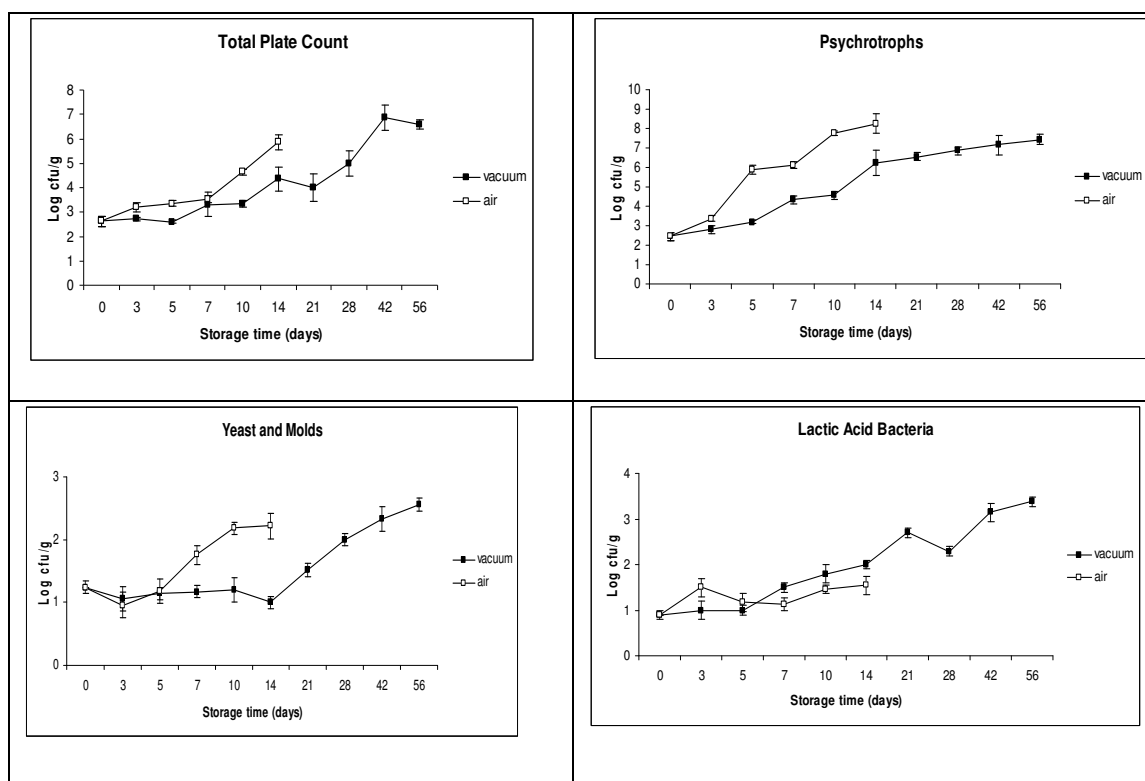 Total Plate Count
8
7
6
5
4
3
2
1
0
Log cfu/g
0 3 5 7 10 14 21 28 42 56
Storage time (days)
vacuum
air
Psychrotrophs
10
9
8
7
6
5
4
3
2
1
0
Log cfu/g
0 3 5 7 10 14 21 28 42 56
Storage time (days)
vacuum
air
Yeast and Molds
3
2
1
0
Log cfu/g
0 3 5 7 10 14 21 28 42 56
Storage time (days)
vacuum
air
Lactic Acid Bacteria
4
3
2
1
0
Log cfu/g
0 3 5 7 10 14 21 28 42 56
Storage time (days)
vacuum
air